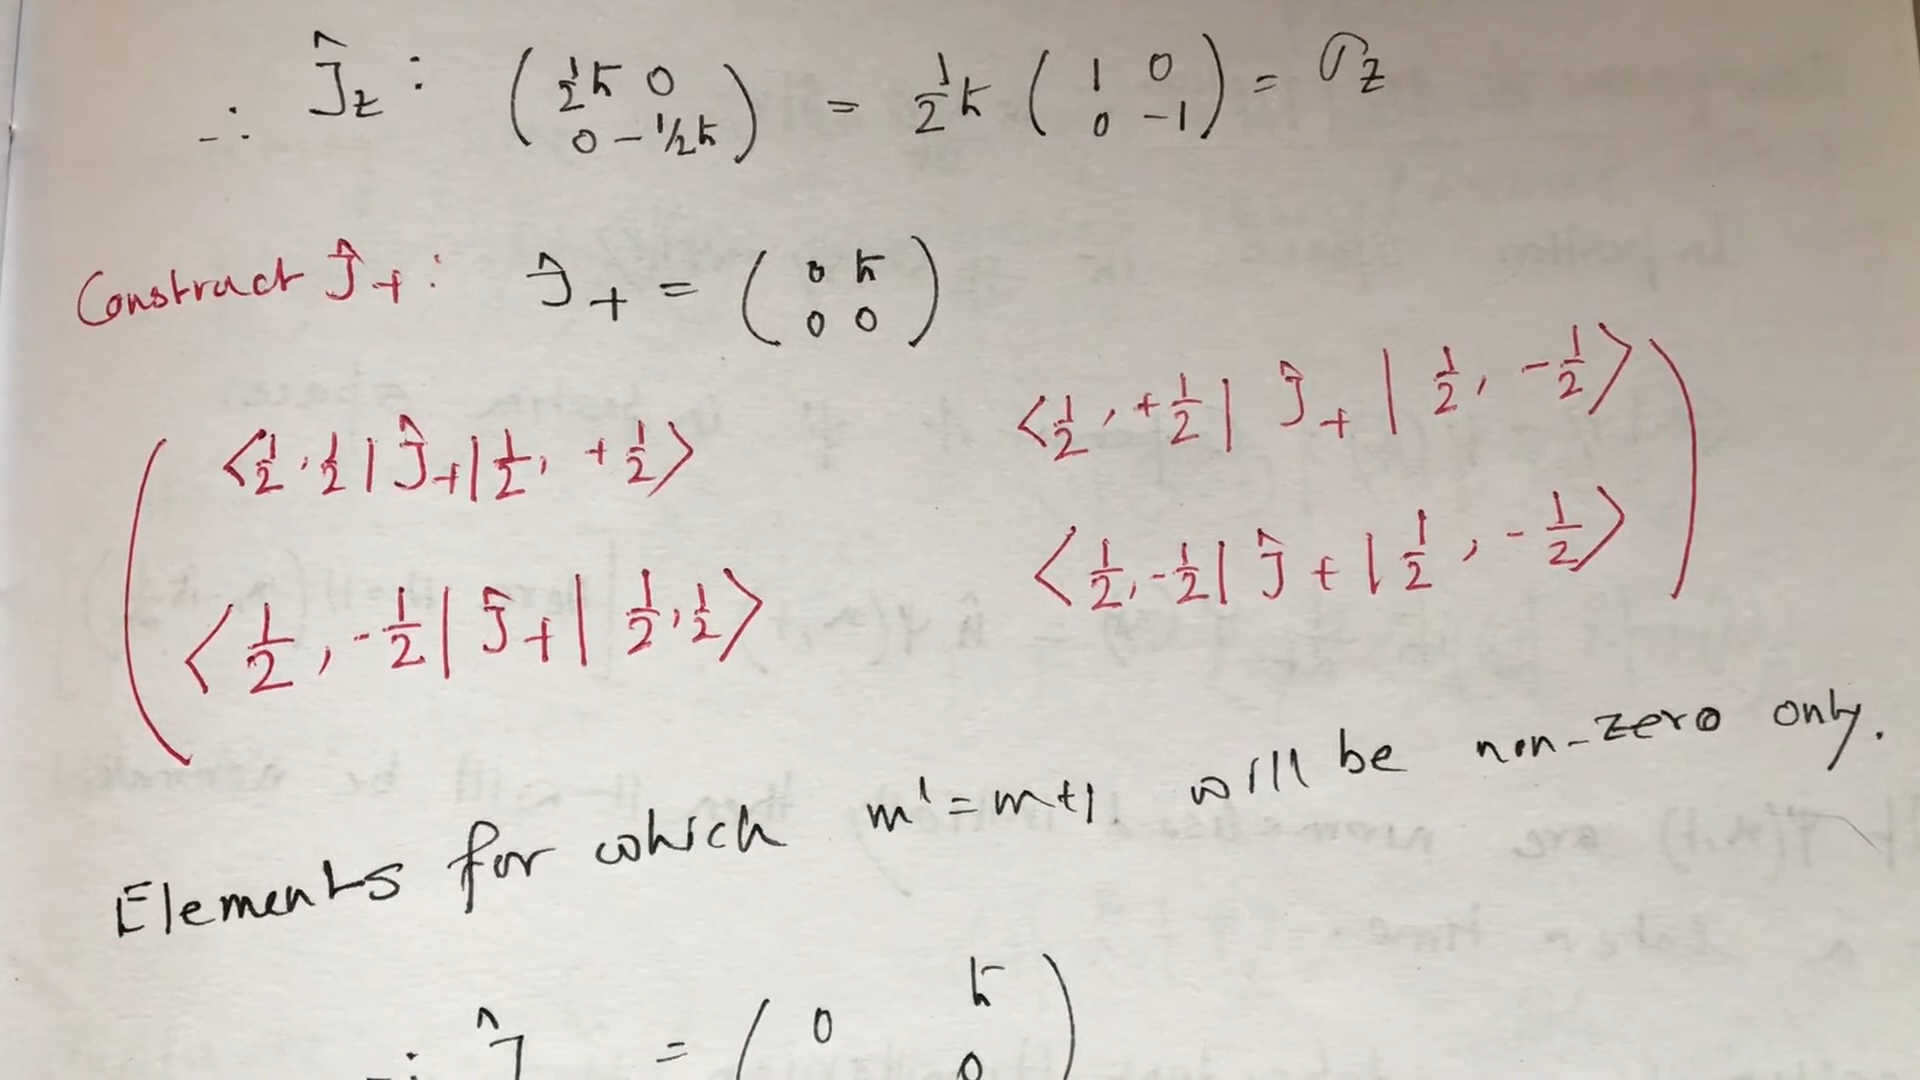 ∴ Ĵz : ( ½ħ 0 ; 0 -1/2ħ ) = ½ħ ( 1 0 ; 0 -1 ) = σz
Construct Ĵ+ : Ĵ+ = ( 0 ħ ; 0 0 )
( <½, ½| Ĵ+ |½, +½> <½, +½| Ĵ+ |½, -½>
<½, -½| Ĵ+ |½, ½> <½, -½| Ĵ+ |½, -½> )
Elements for which m' = m+1 will be non-zero only.
∴ Ĵ = ( 0 ħ
0 )